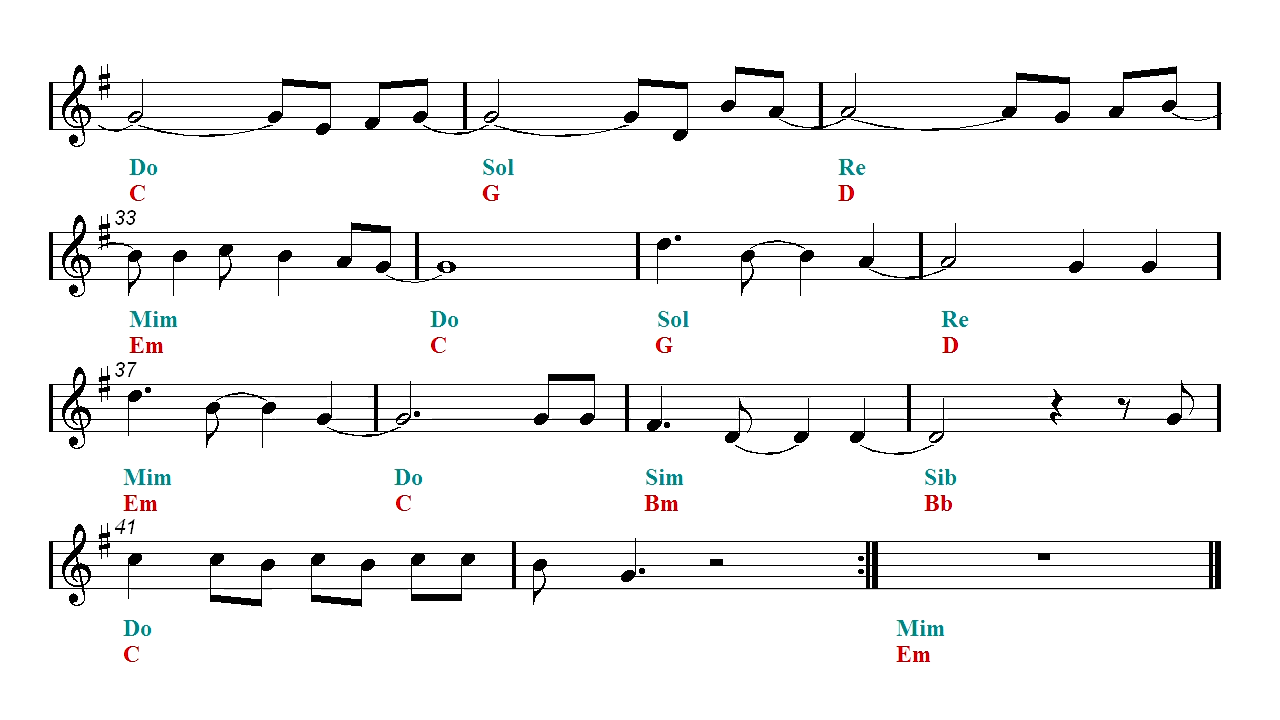 Do Sol Re
C G D
33
Mim Do Sol Re
Em C G D
37
Mim Do Sim Sib
Em C Bm Bb
41
Do Mim
C Em